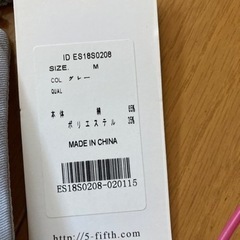 ID ES18S0208
SIZE. M
COL. グレー
QUAL
本体 綿 65%
ポリエステル 35%
MADE IN CHINA
ES18S0208-020115
http://5-fifth.com